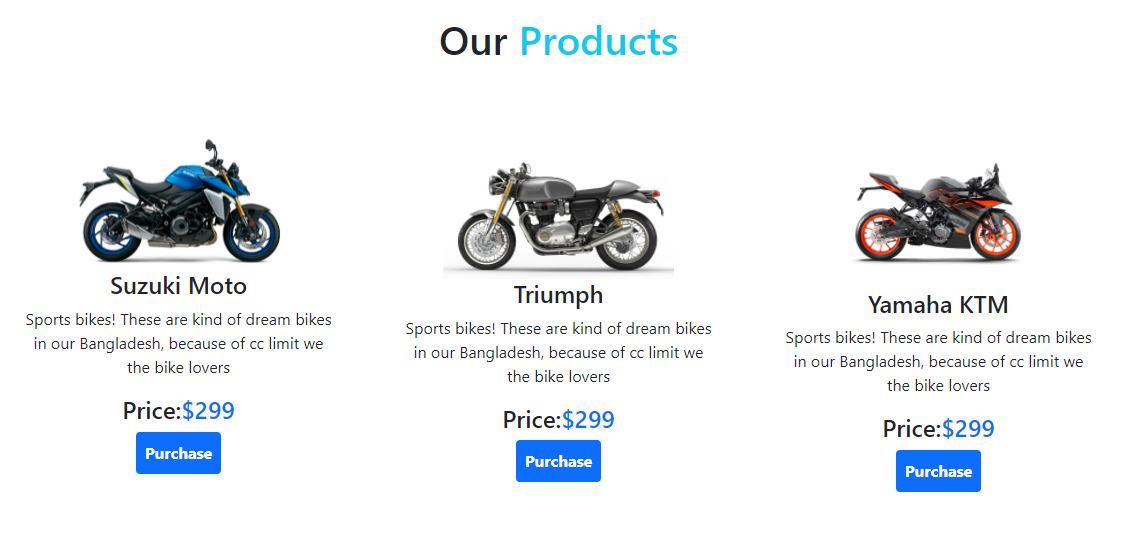 Our Products
Suzuki Moto
Sports bikes! These are kind of dream bikes
in our Bangladesh, because of cc limit we
the bike lovers
Price:$299
Purchase
Triumph
Sports bikes! These are kind of dream bikes
in our Bangladesh, because of cc limit we
the bike lovers
Price:$299
Purchase
Yamaha KTM
Sports bikes! These are kind of dream bikes
in our Bangladesh, because of cc limit we
the bike lovers
Price:$299
Purchase